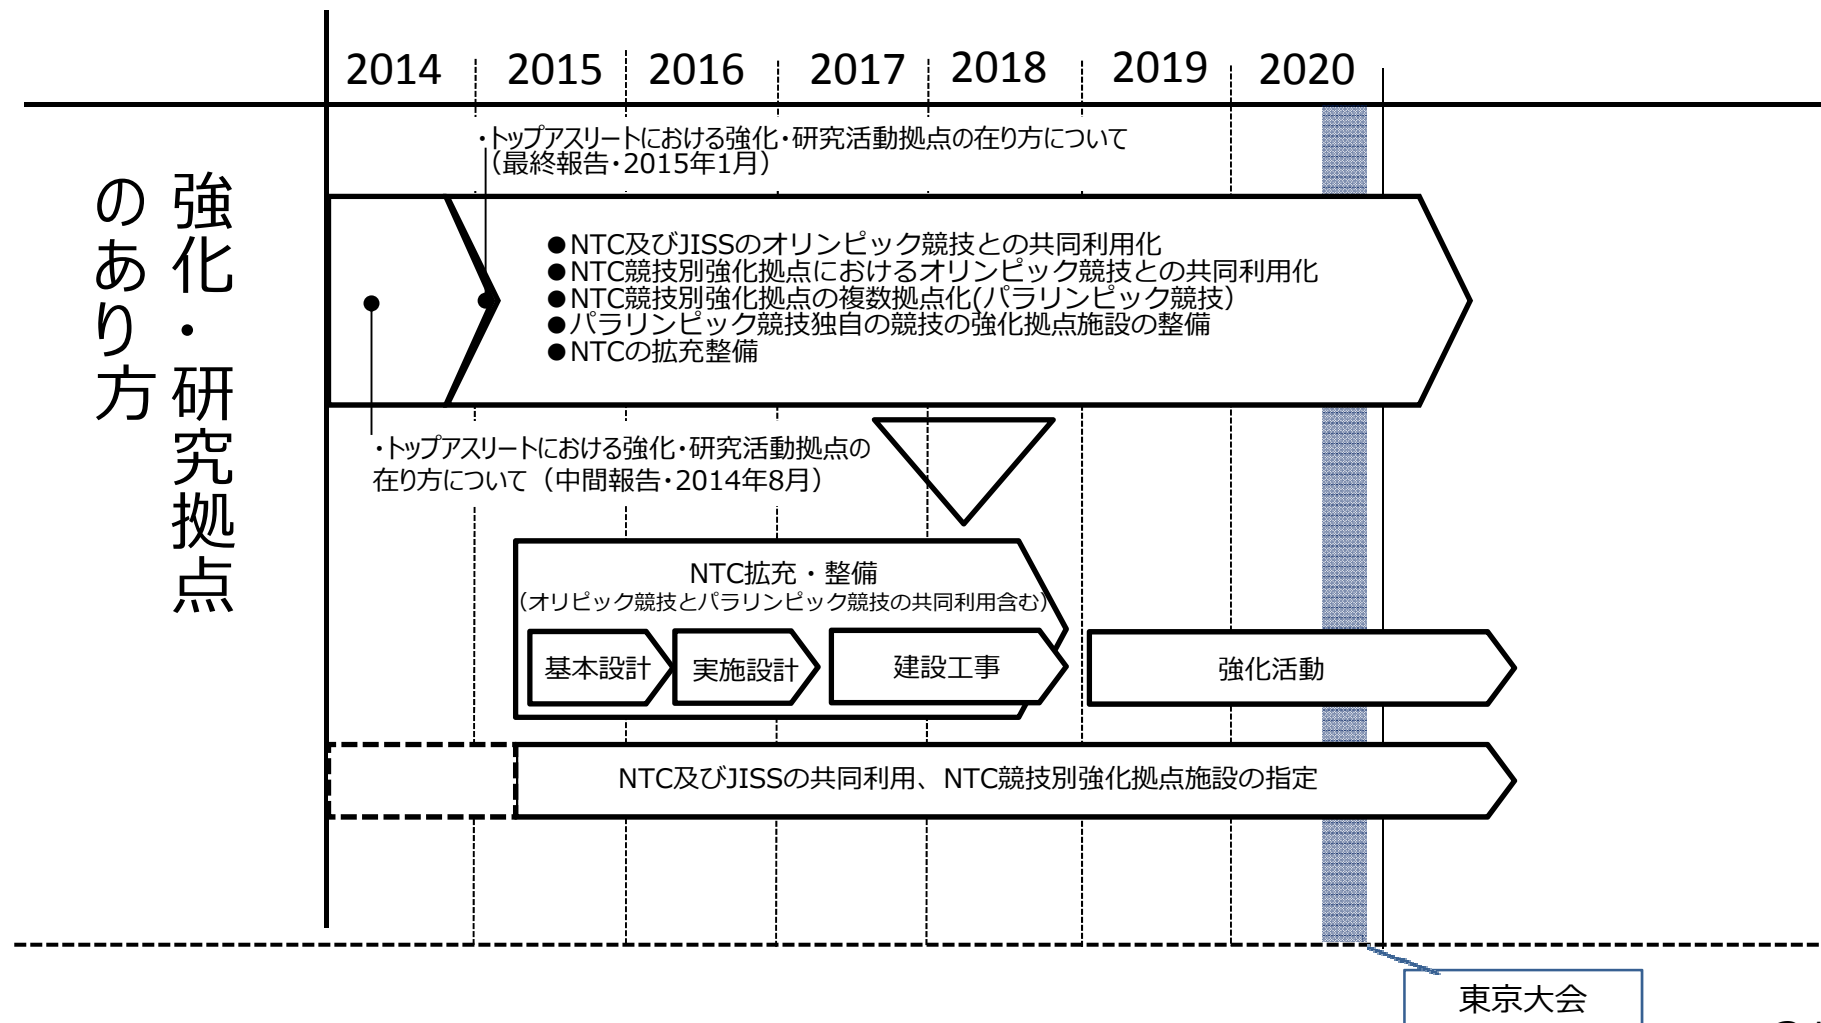 2014 2015 2016 2017 2018 2019 2020
強化・研究拠点
のあり方
・トップアスリートにおける強化・研究活動拠点の在り方について
（最終報告・2015年1月）
●NTC及びJISSのオリンピック競技との共同利用化
●NTC競技別強化拠点におけるオリンピック競技との共同利用化
●NTC競技別強化拠点の複数拠点化(パラリンピック競技）
●パラリンピック競技独自の競技の強化拠点施設の整備
●NTCの拡充整備
・トップアスリートにおける強化・研究活動拠点の
在り方について（中間報告・2014年8月）
NTC拡充・整備
（オリピック競技とパラリンピック競技の共同利用含む）
基本設計 実施設計 建設工事 強化活動
NTC及びJISSの共同利用、NTC競技別強化拠点施設の指定
東京大会